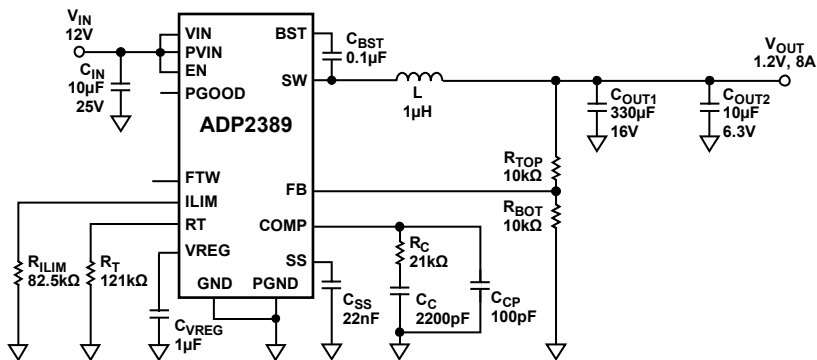 VIN
12V
CIN
10µF
25V
VIN
PVIN
EN
PGOOD
ADP2389
FTW
ILIM
RT
VREG
GND
PGND
BST
SW
FB
COMP
SS
CBST
0.1µF
L
1µH
VOUT
1.2V, 8A
COUT1
330µF
16V
COUT2
10µF
6.3V
RTOP
10kΩ
RBOT
10kΩ
RILIM
82.5kΩ
RT
121kΩ
CVREG
1µF
CSS
22nF
RC
21kΩ
CC
2200pF
CCP
100pF